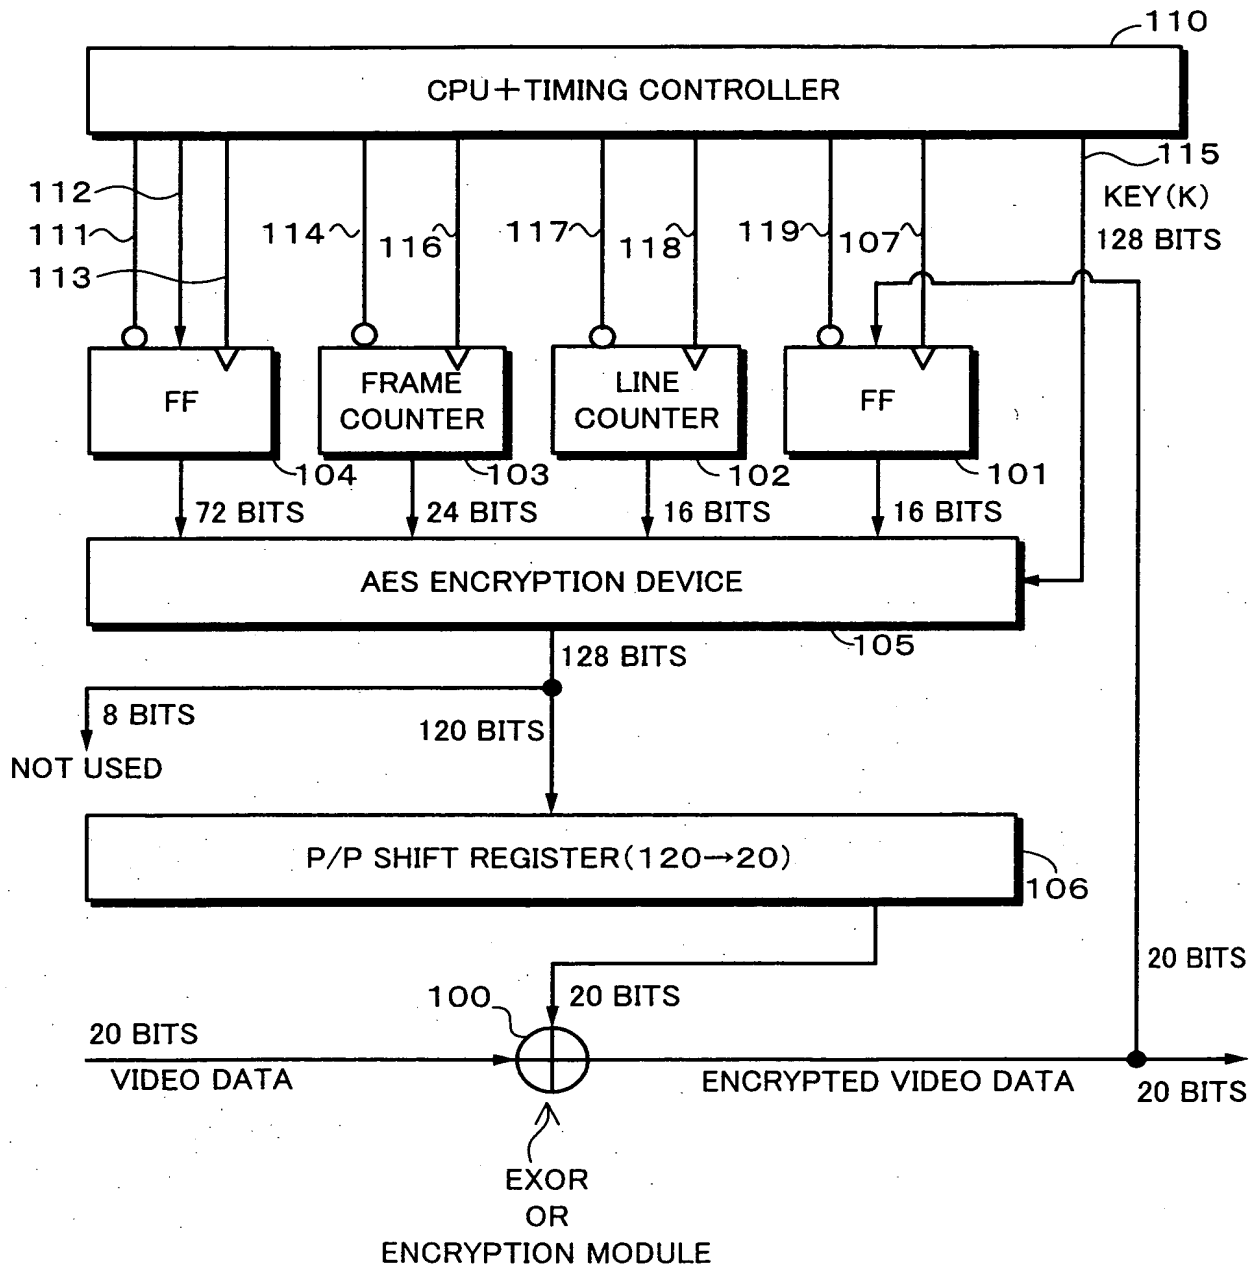 110
CPU+TIMING CONTROLLER
115
KEY(K)
128 BITS
112
111
113
114
116
117
118
119
107
FF
FRAME
COUNTER
LINE
COUNTER
FF
104
103
102
101
72 BITS
24 BITS
16 BITS
16 BITS
AES ENCRYPTION DEVICE
105
128 BITS
8 BITS
120 BITS
NOT USED
P/P SHIFT REGISTER(120→20)
106
20 BITS
100
20 BITS
20 BITS
VIDEO DATA
ENCRYPTED VIDEO DATA
20 BITS
EXOR
OR
ENCRYPTION MODULE